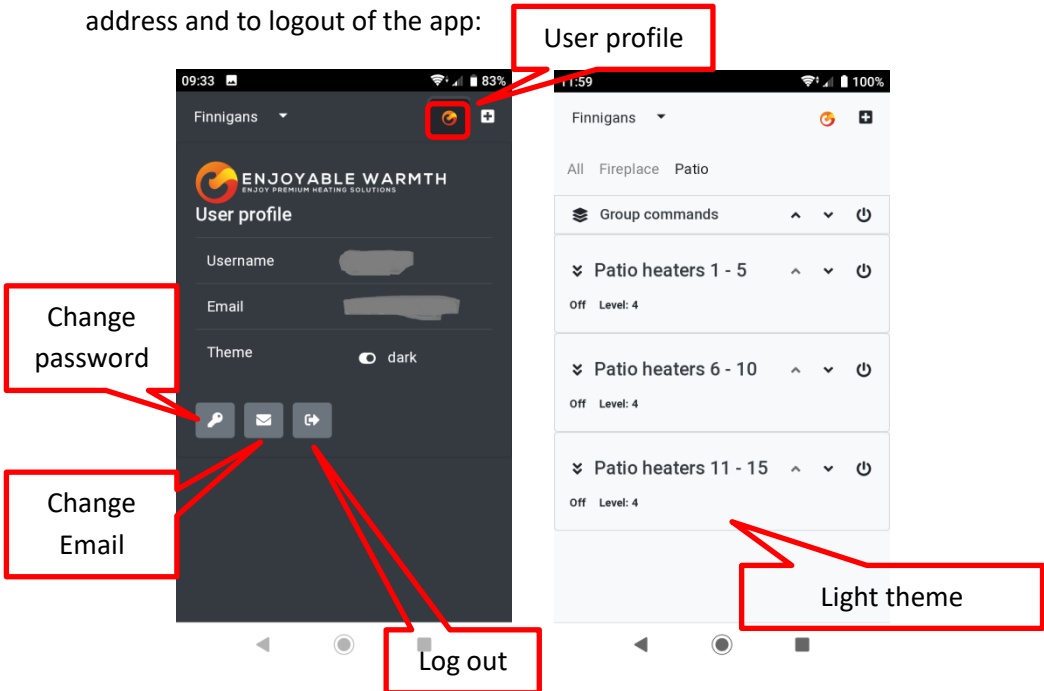 address and to logout of the app:
User profile
09:33 83%
Finnigans
ENJOYABLE WARMTH
ENJOY PREMIUM HEATING SOLUTIONS
User profile
Username
Email
Theme dark
Change
password
Change
Email
Log out
11:59 100%
Finnigans
All Fireplace Patio
Group commands
Patio heaters 1 - 5
Off Level: 4
Patio heaters 6 - 10
Off Level: 4
Patio heaters 11 - 15
Off Level: 4
Light theme